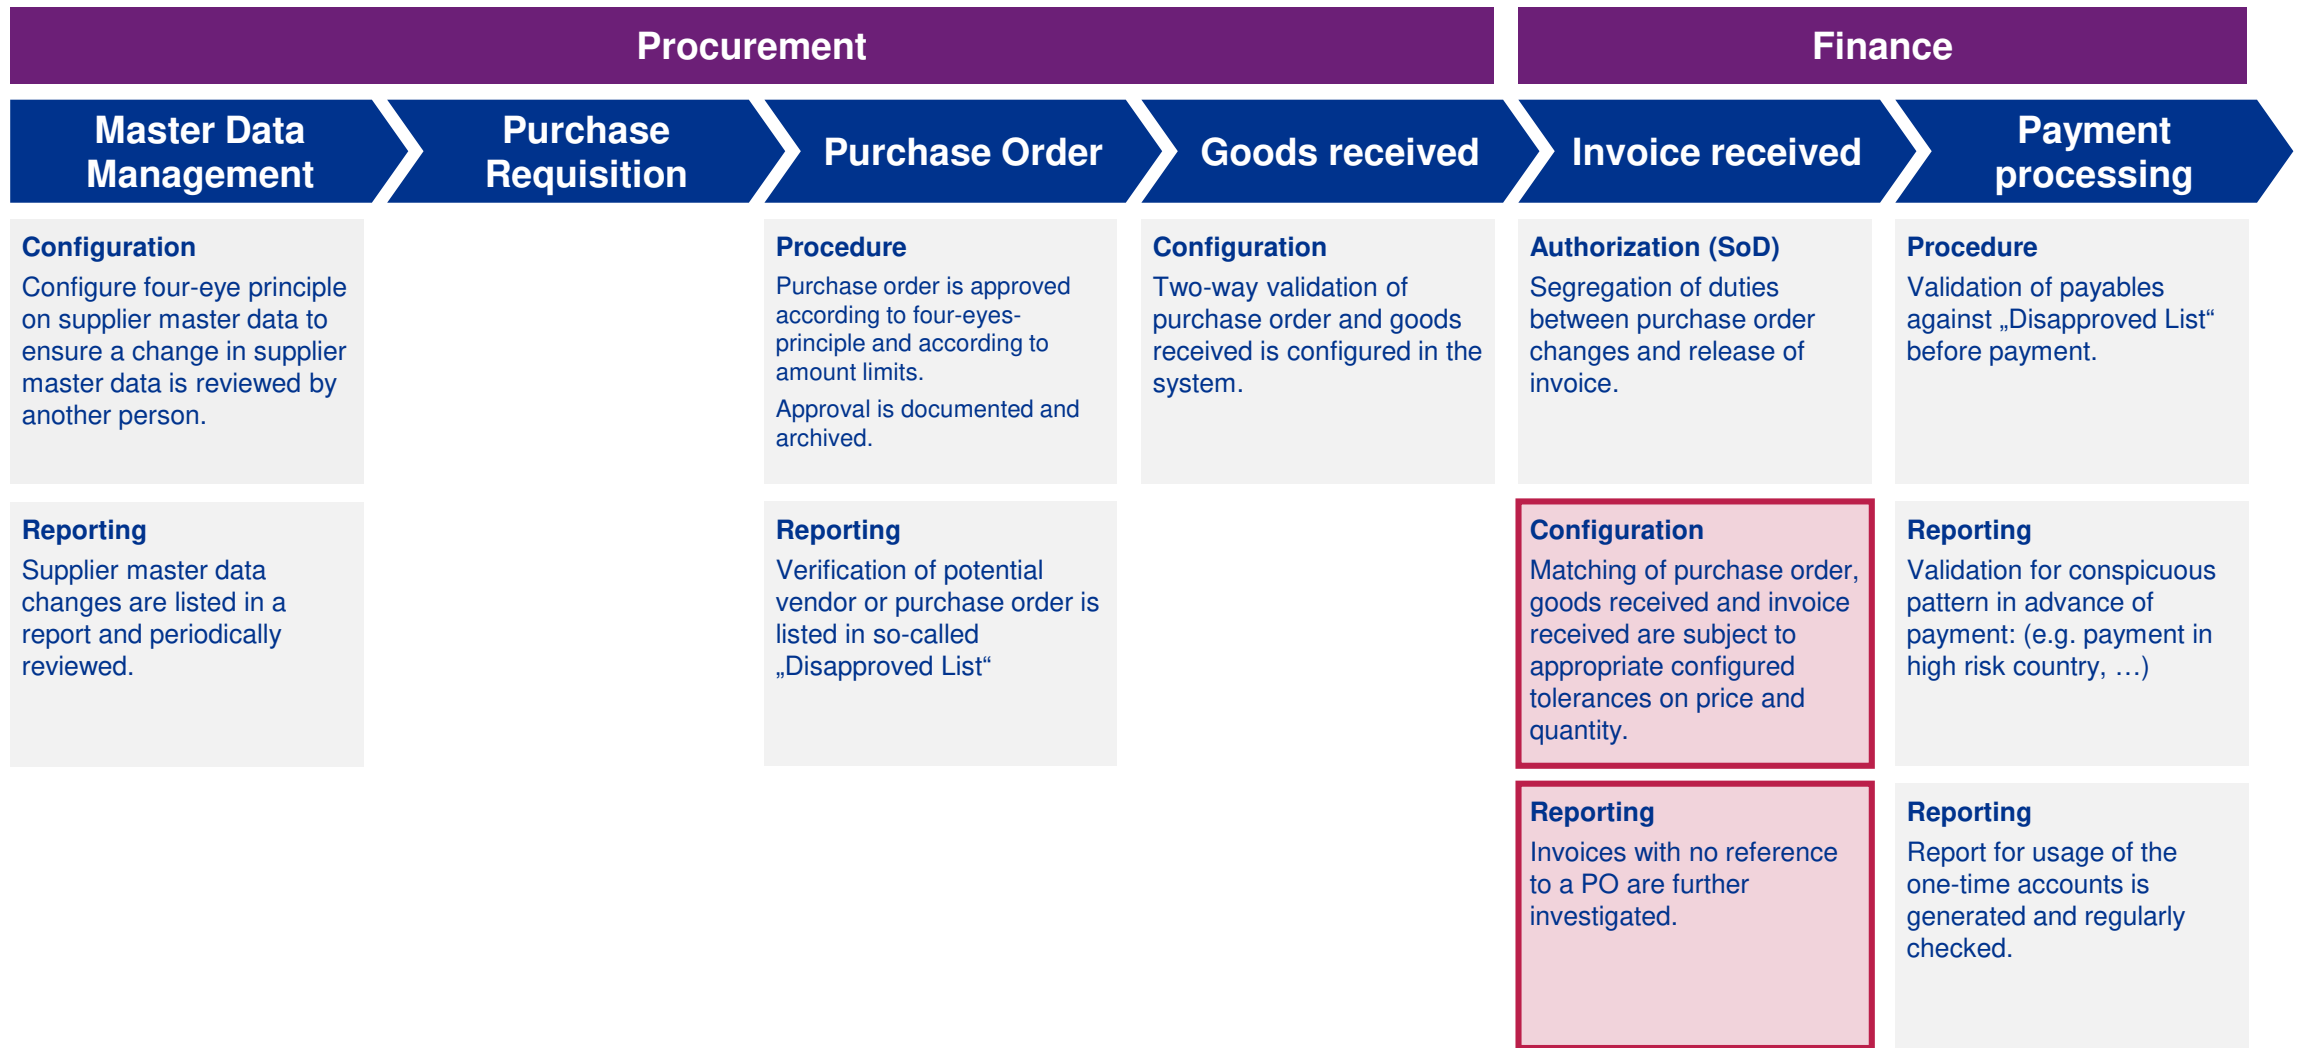 Procurement
Finance
Master Data
Management
Purchase
Requisition
Purchase Order
Goods received
Invoice received
Payment
processing
Configuration
Configure four-eye principle
on supplier master data to
ensure a change in supplier
master data is reviewed by
another person.
Procedure
Purchase order is approved
according to four-eyes-
principle and according to
amount limits.
Approval is documented and
archived.
Configuration
Two-way validation of
purchase order and goods
received is configured in the
system.
Authorization (SoD)
Segregation of duties
between purchase order
changes and release of
invoice.
Procedure
Validation of payables
against „Disapproved List“
before payment.
Reporting
Supplier master data
changes are listed in a
report and periodically
reviewed.
Reporting
Verification of potential
vendor or purchase order is
listed in so-called
„Disapproved List“
Configuration
Matching of purchase order,
goods received and invoice
received are subject to
appropriate configured
tolerances on price and
quantity.
Reporting
Validation for conspicuous
pattern in advance of
payment: (e.g. payment in
high risk country, …)
Reporting
Invoices with no reference
to a PO are further
investigated.
Reporting
Report for usage of the
one-time accounts is
generated and regularly
checked.